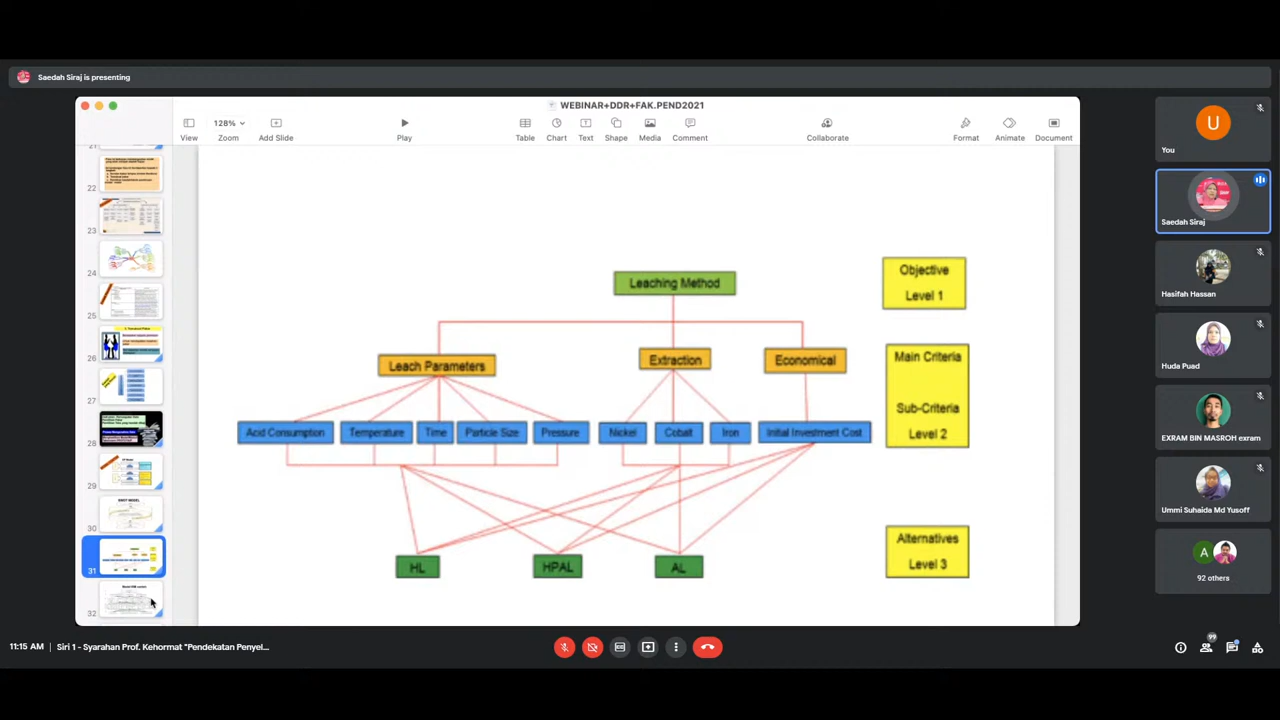 Saedah Siraj is presenting
WEBINAR+DDR+FAK.PEND2021
128%
View
Zoom
Add Slide
Play
Table
Chart
Text
Shape
Media
Comment
Collaborate
Format
Animate
Document
22
23
24
25
26
27
28
29
30
31
32
Leaching Method
Leach Parameters
Extraction
Economical
Acid Consumption
Temperature
Time
Particle Size
Pressure
Nickel
Cobalt
Iron
Initial Investment Cost
HL
HPAL
AL
Objective
Level 1
Main Criteria
Sub-Criteria
Level 2
Alternatives
Level 3
U
You
Saedah Siraj
Hasifah Hassan
Huda Puad
EXRAM BIN MASROH exram
Ummi Suhaida Md Yusoff
A
92 others
11:15 AM
Siri 1 - Syarahan Prof. Kehormat "Pendekatan Penyel...
99